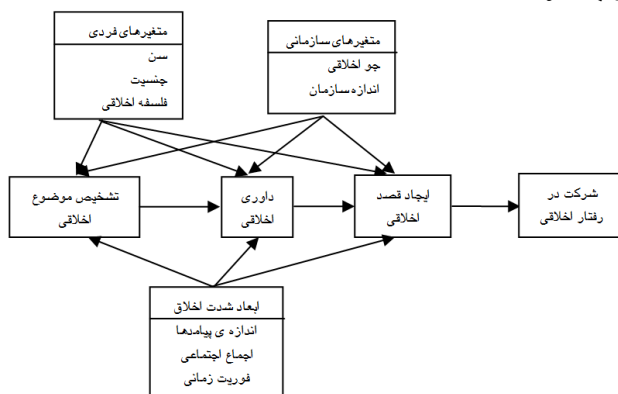 متغیرهای فردی
سن
جنسیت
فلسفه اخلاقی
متغیرهای سازمانی
جو اخلاقی
اندازه سازمان
تشخیص موضوع
اخلاقی
داوری
اخلاقی
ایجاد قصد
اخلاقی
شرکت در
رفتار اخلاقی
ابعاد شدت اخلاق
اندازه ی پیامدها
اجماع اجتماعی
فوریت زمانی